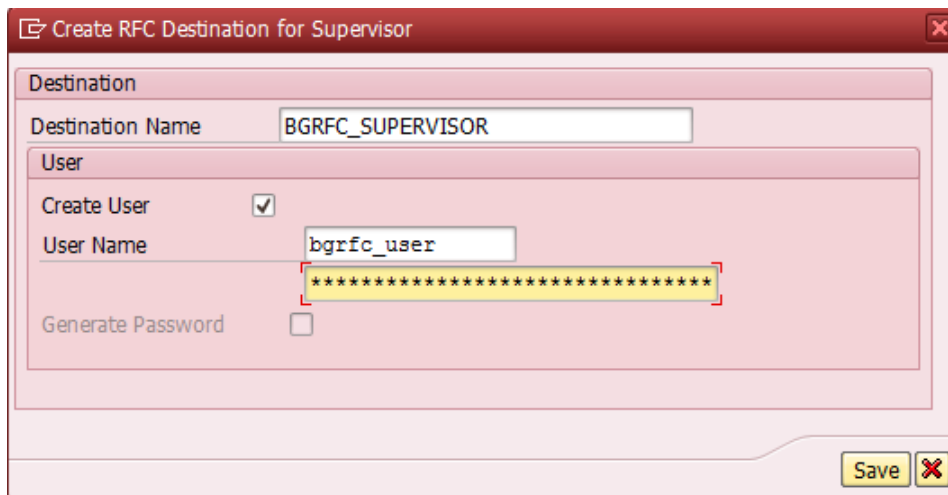 Create RFC Destination for Supervisor
Destination
Destination Name BGRFC_SUPERVISOR
User
Create User
User Name bgrfc_user
********************************
Generate Password
Save